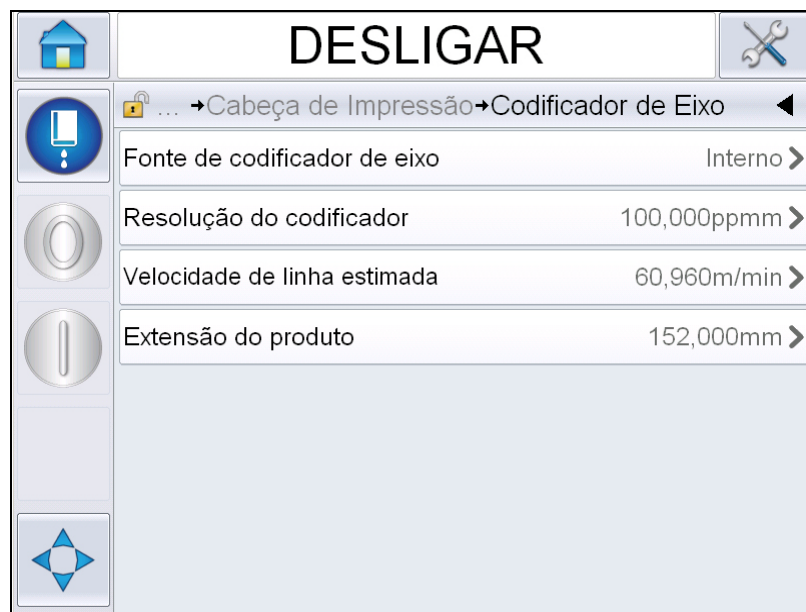 DESLIGAR
... →Cabeça de Impressão→Codificador de Eixo
Fonte de codificador de eixo Interno
Resolução do codificador 100,000ppmm
Velocidade de linha estimada 60,960m/min
Extensão do produto 152,000mm